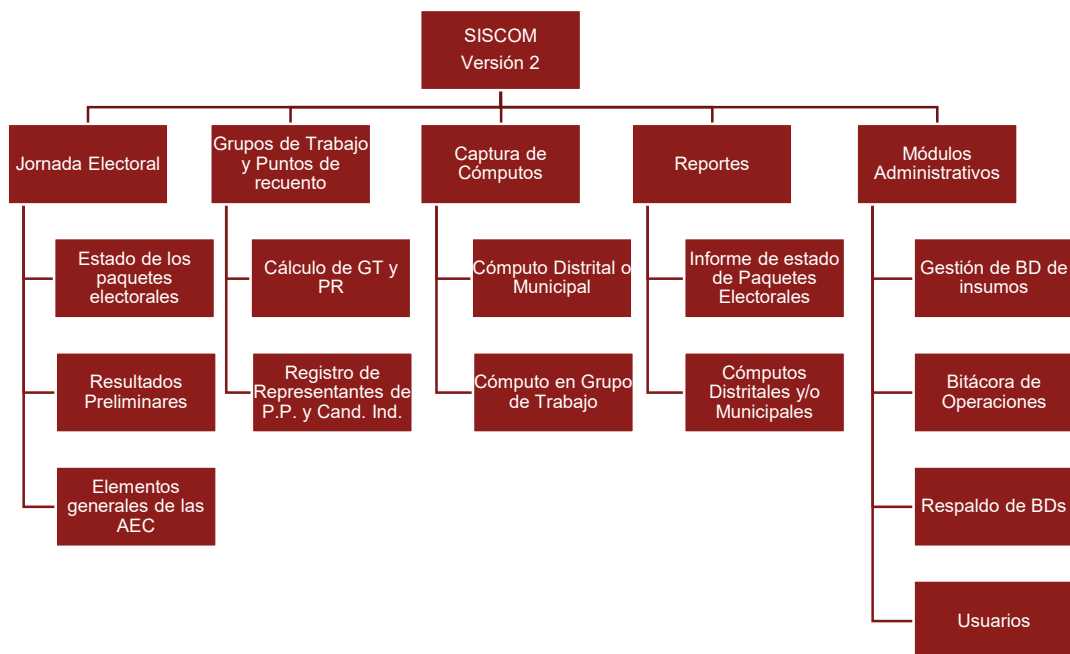 SISCOM
Versión 2
Jornada Electoral
Grupos de Trabajo
y Puntos de
recuento
Captura de
Cómputos
Reportes
Módulos
Administrativos
Estado de los
paquetes
electorales
Resultados
Preliminares
Elementos
generales de las
AEC
Cálculo de GT y
PR
Registro de
Representantes de
P.P. y Cand. Ind.
Cómputo Distrital o
Municipal
Cómputo en Grupo
de Trabajo
Informe de estado
de Paquetes
Electorales
Cómputos
Distritales y/o
Municipales
Gestión de BD de
insumos
Bitácora de
Operaciones
Respaldo de BDs
Usuarios